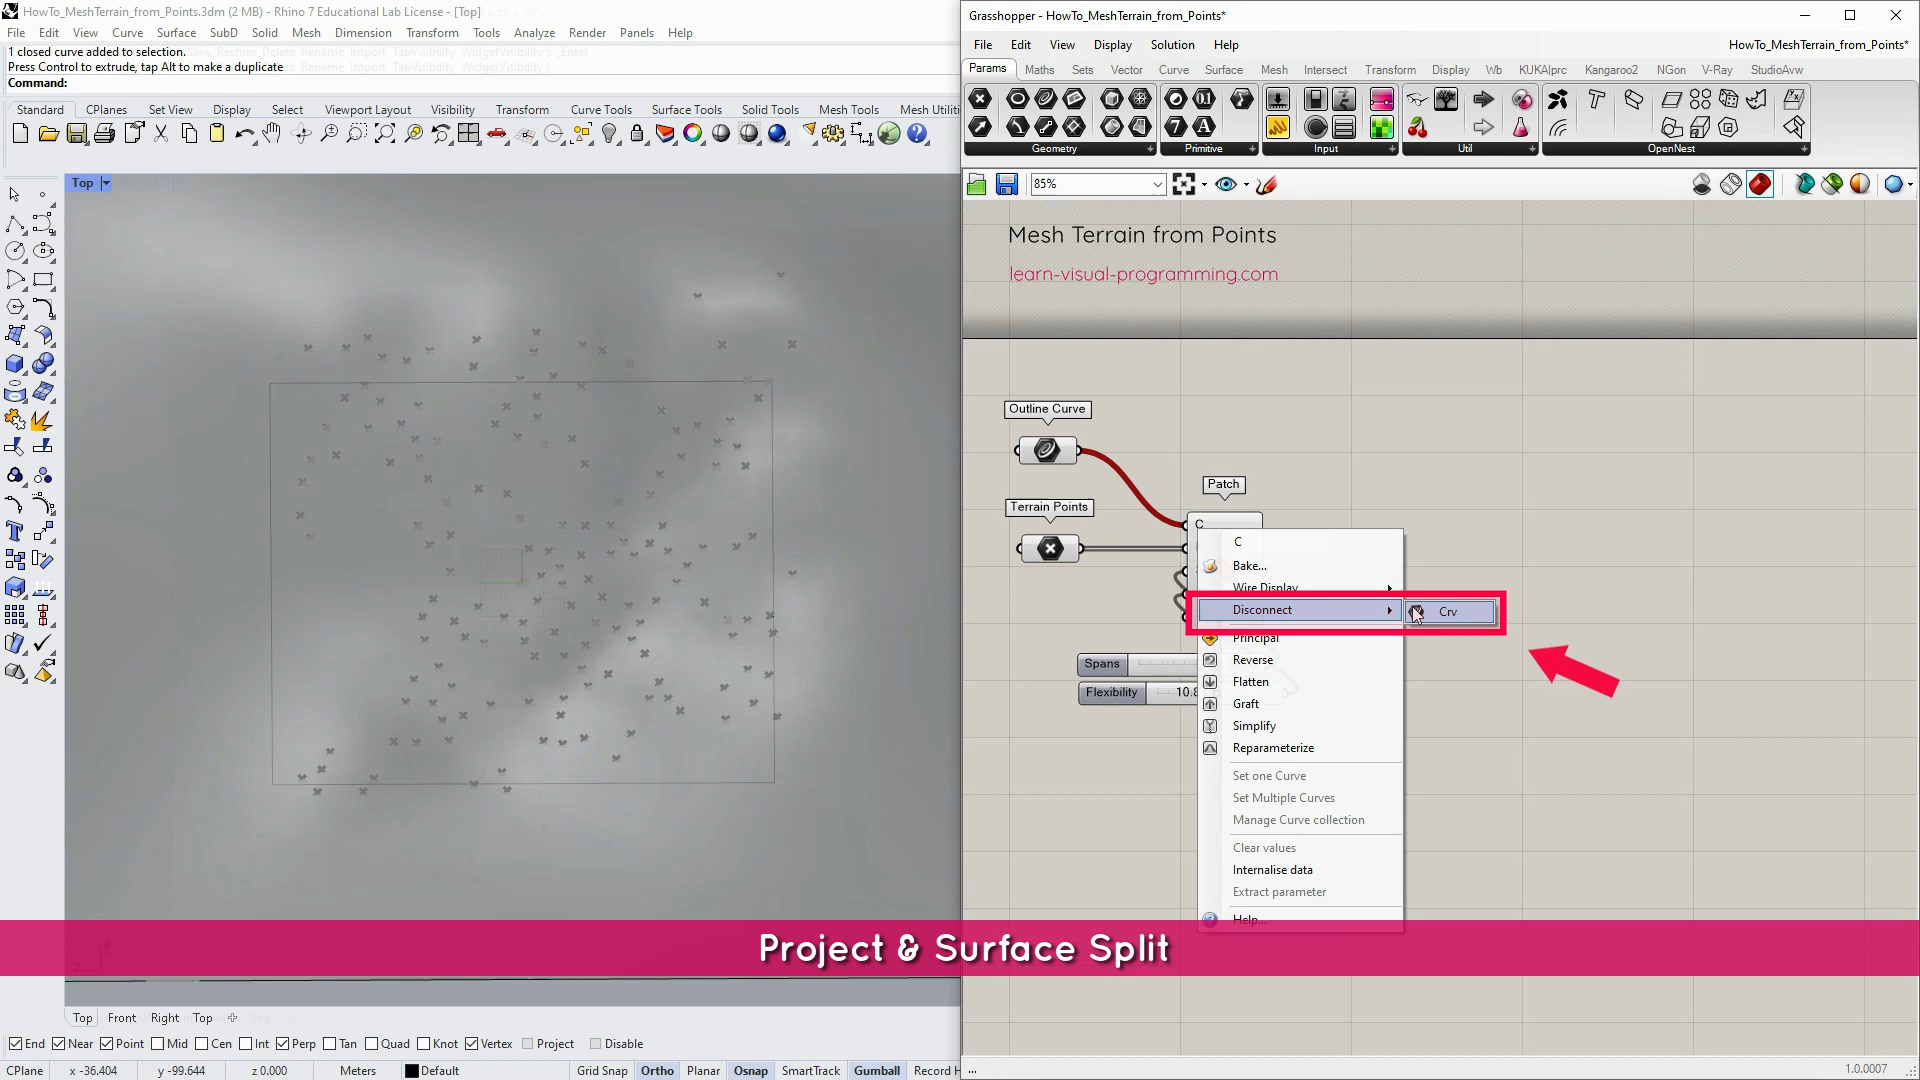 HowTo_MeshTerrain_from_Points.3dm (2 MB) - Rhino 7 Educational Lab License - [Top]
File Edit View Curve Surface SubD Solid Mesh Dimension Transform Tools Analyze Render Panels Help
1 closed curve added to selection.
Press Control to extrude, tap Alt to make a duplicate
Command:
Standard CPlanes Set View Display Select Viewport Layout Visibility Transform Curve Tools Surface Tools Solid Tools Mesh Tools Mesh Utiliti
Top
Grasshopper - HowTo_MeshTerrain_from_Points*
File Edit View Display Solution Help
HowTo_MeshTerrain_from_Points*
Params Maths Sets Vector Curve Surface Mesh Intersect Transform Display Wb KUKA|prc Kangaroo2 NGon V-Ray StudioAvw
Geometry Primitive Input Util OpenNest
85%
Mesh Terrain from Points
learn-visual-programming.com
Outline Curve
Patch
Terrain Points
C
Spans
Flexibility 10.8
C
Bake...
Wire Display
Disconnect
Crv
Principal
Reverse
Flatten
Graft
Simplify
Reparameterize
Set one Curve
Set Multiple Curves
Manage Curve collection
Clear values
Internalise data
Extract parameter
Help...
Project & Surface Split
Top Front Right Top
End Near Point Mid Cen Int Perp Tan Quad Knot Vertex Project Disable
CPlane x -36.404 y -99.644 z 0.000 Meters Default Grid Snap Ortho Planar Osnap SmartTrack Gumball Record H
... 1.0.0007